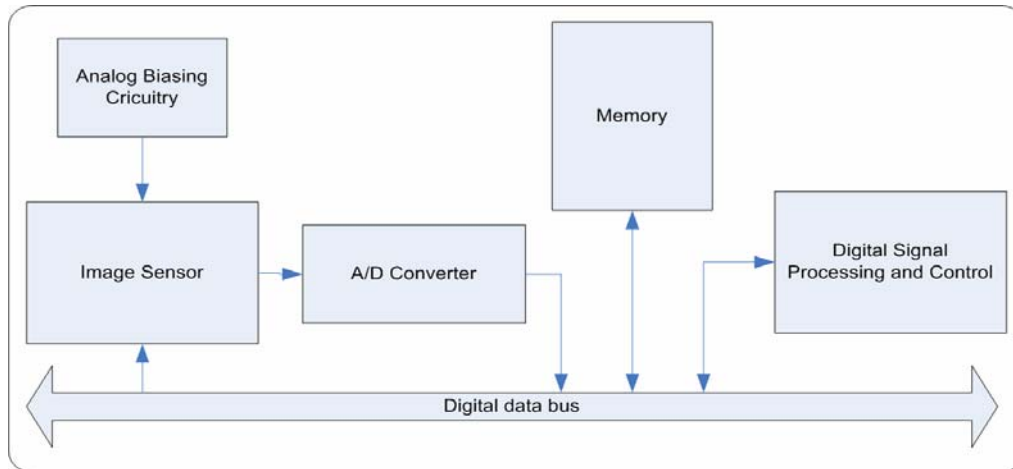 Analog Biasing
Cricuitry
Memory
Image Sensor
A/D Converter
Digital Signal
Processing and Control
Digital data bus